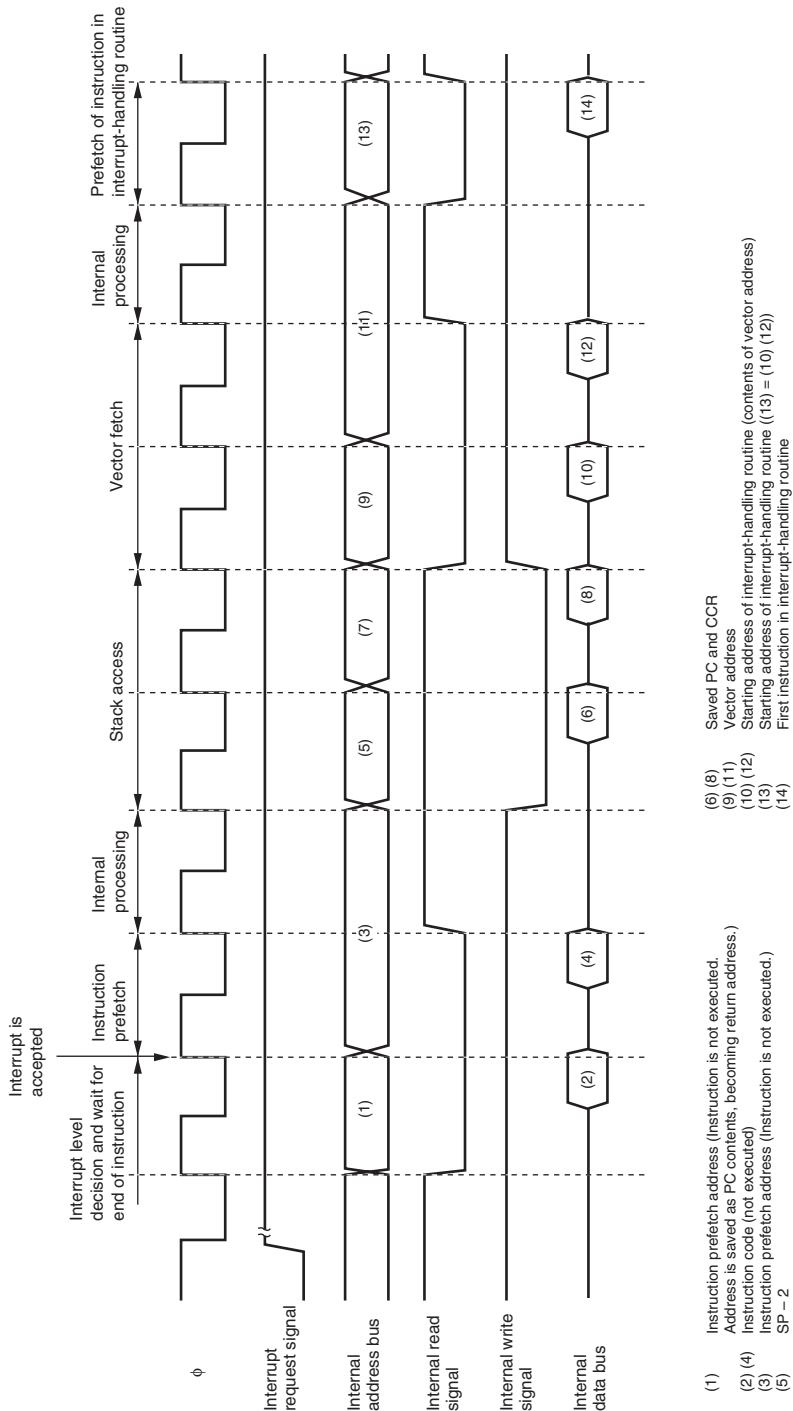 Interrupt is
accepted
Interrupt level
decision and wait for
end of instruction
Instruction
prefetch
Internal
processing
Stack access
Vector fetch
Internal
processing
Prefetch of instruction in
interrupt-handling routine
φ
Interrupt
request signal
Internal
address bus
(1)
(3)
(5)
(7)
(9)
(11)
(13)
Internal read
signal
Internal write
signal
Internal
data bus
(2)
(4)
(6)
(8)
(10)
(12)
(14)
(1) Instruction prefetch address (Instruction is not executed.
Address is saved as PC contents, becoming return address.)
(2) (4) Instruction code (not executed)
(3) Instruction prefetch address (Instruction is not executed.)
(5) SP – 2
(6) (8) Saved PC and CCR
(9) (11) Vector address
(10) (12) Starting address of interrupt-handling routine (contents of vector address)
(13) Starting address of interrupt-handling routine ((13) = (10) (12))
(14) First instruction in interrupt-handling routine